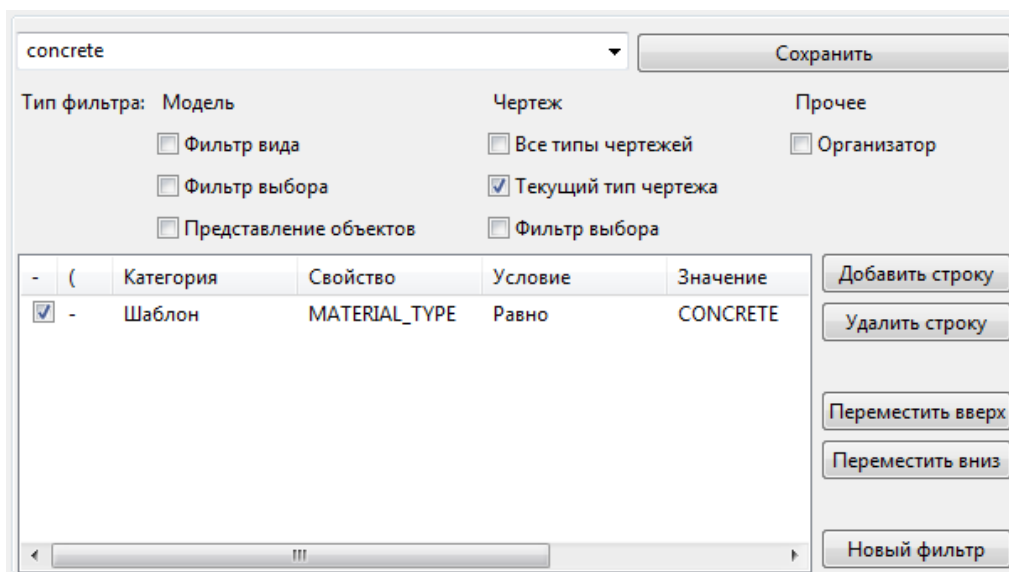 concrete Сохранить
Тип фильтра: Модель Чертеж Прочее
Фильтр вида Все типы чертежей Организатор
Фильтр выбора Текущий тип чертежа
Представление объектов Фильтр выбора
- ( Категория Свойство Условие Значение Добавить строку
- Шаблон MATERIAL_TYPE Равно CONCRETE Удалить строку
Переместить вверх
Переместить вниз
Новый фильтр